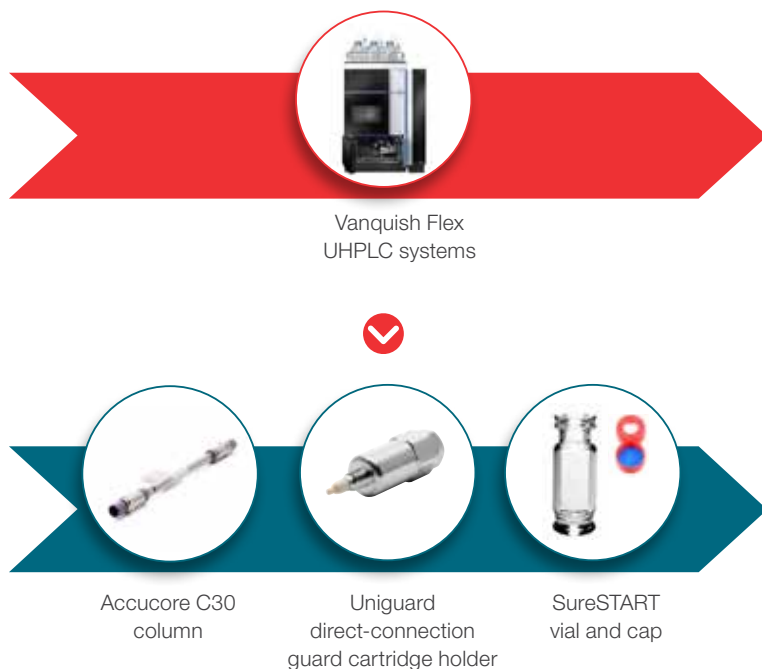 Vanquish Flex
UHPLC systems
Accucore C30
column
Uniguard
direct-connection
guard cartridge holder
SureSTART
vial and cap